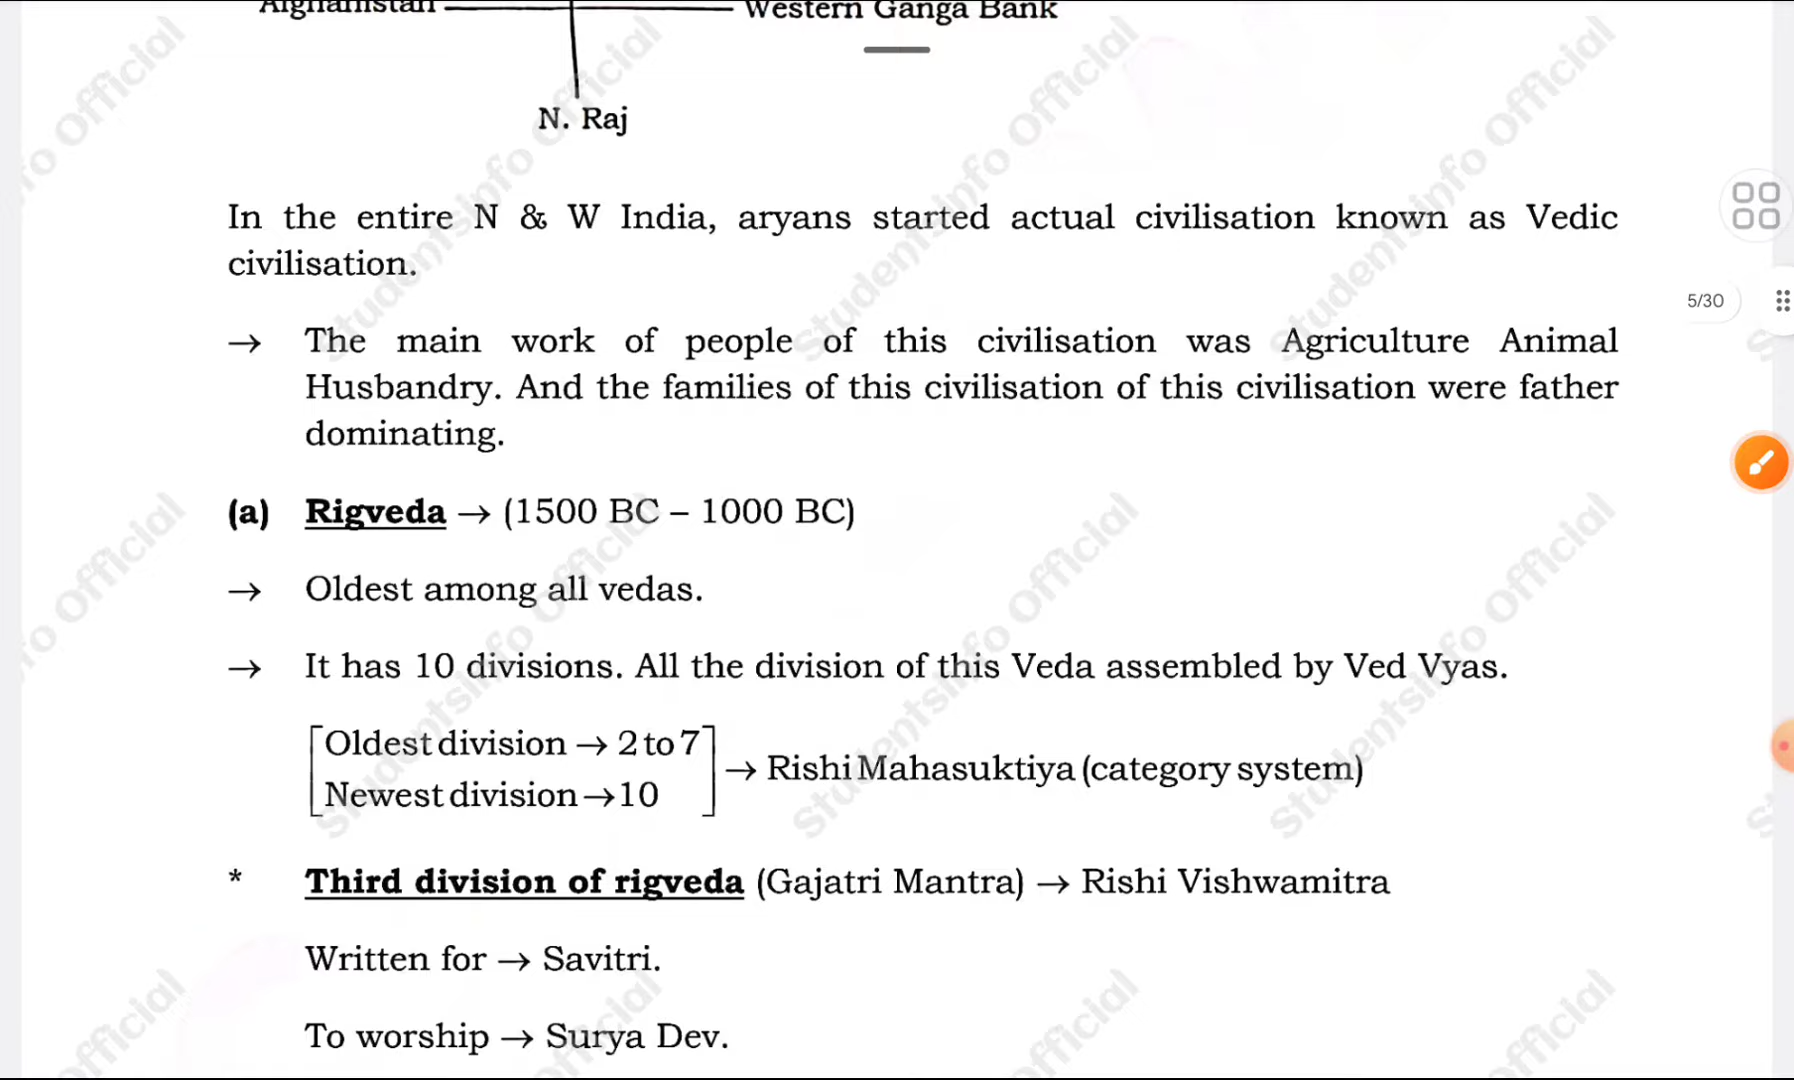 Afghanistan Western Ganga Bank
N. Raj
In the entire N & W India, aryans started actual civilisation known as Vedic
civilisation.
5/30
→ The main work of people of this civilisation was Agriculture Animal
Husbandry. And the families of this civilisation of this civilisation were father
dominating.
(a) Rigveda → (1500 BC – 1000 BC)
→ Oldest among all vedas.
→ It has 10 divisions. All the division of this Veda assembled by Ved Vyas.
[Oldest division → 2 to 7
Newest division → 10] → Rishi Mahasuktiya (category system)
* Third division of rigveda (Gajatri Mantra) → Rishi Vishwamitra
Written for → Savitri.
To worship → Surya Dev.
StudentsInfo Official